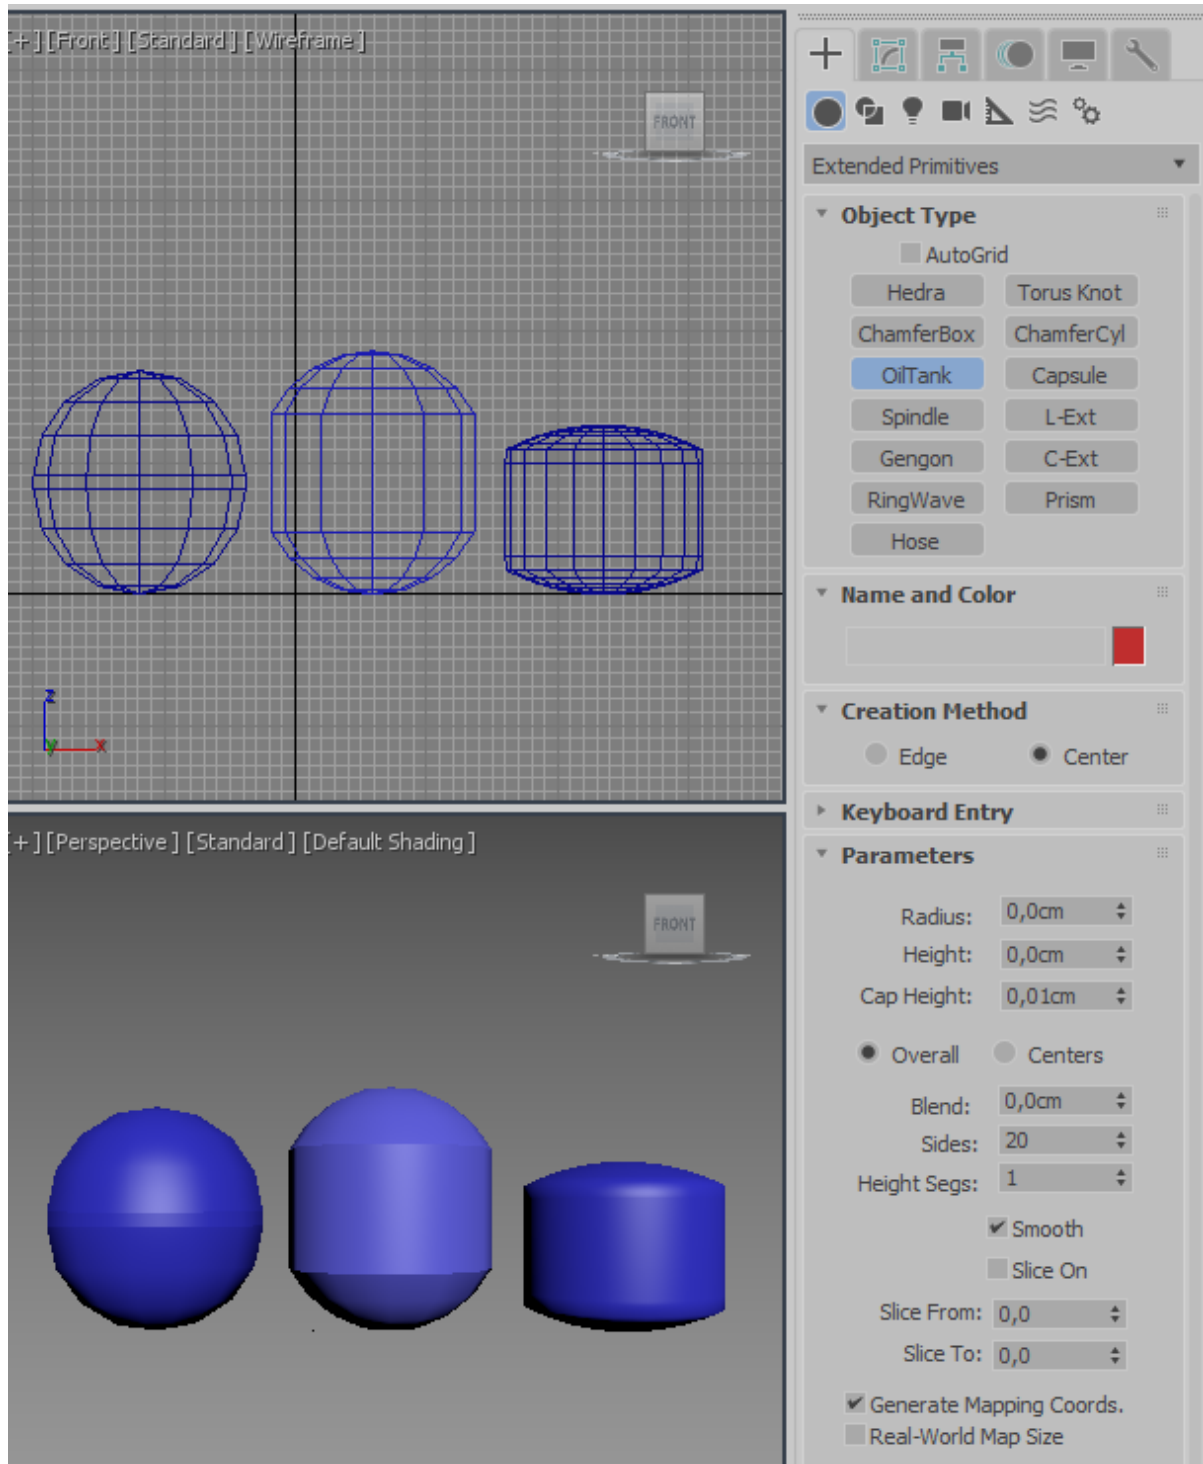 [+] [Front] [Standard] [Wireframe]
FRONT
z
y x
[+] [Perspective] [Standard] [Default Shading]
FRONT
Extended Primitives
Object Type
AutoGrid
Hedra Torus Knot
ChamferBox ChamferCyl
OilTank Capsule
Spindle L-Ext
Gengon C-Ext
RingWave Prism
Hose
Name and Color
Creation Method
Edge Center
Keyboard Entry
Parameters
Radius: 0,0cm
Height: 0,0cm
Cap Height: 0,01cm
Overall Centers
Blend: 0,0cm
Sides: 20
Height Segs: 1
Smooth
Slice On
Slice From: 0,0
Slice To: 0,0
Generate Mapping Coords.
Real-World Map Size